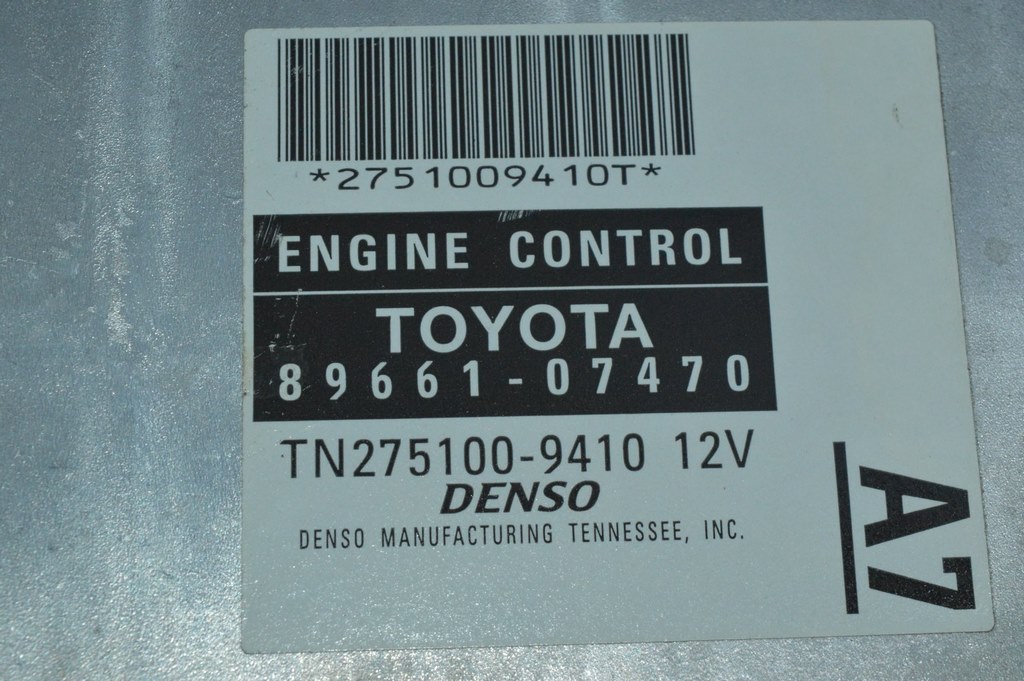 *2751009410T*
ENGINE CONTROL
TOYOTA
89661-07470
TN275100-9410 12V
DENSO
DENSO MANUFACTURING TENNESSEE, INC.
A7